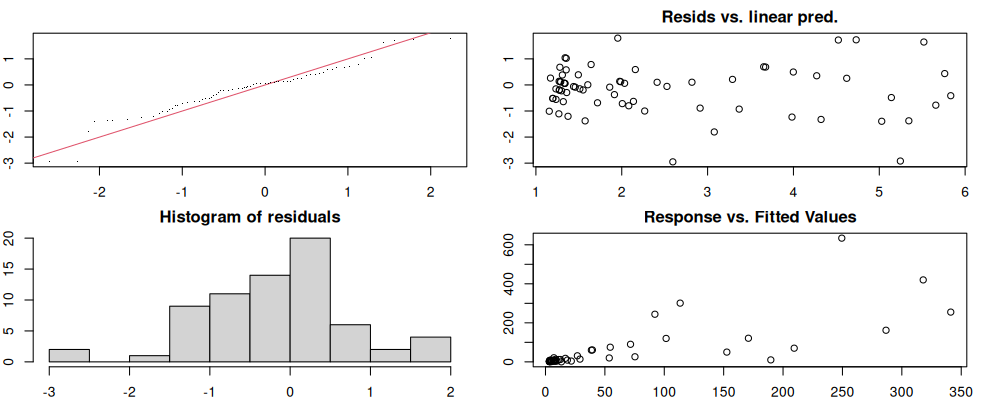 Resids vs. linear pred.
1
0
-1
-2
-3
-2 -1 0 1 2
1
0
-1
-2
-3
1 2 3 4 5 6
Histogram of residuals
20
15
10
5
0
-3 -2 -1 0 1 2
Response vs. Fitted Values
600
400
200
0
0 50 100 150 200 250 300 350